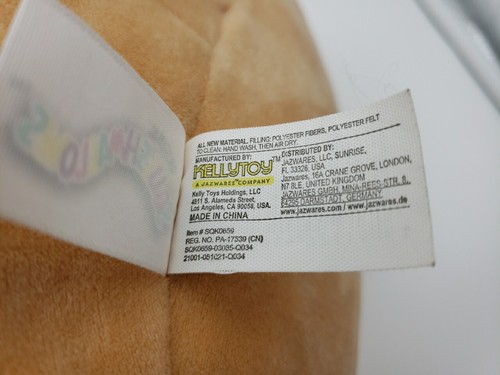 ALL NEW MATERIAL, FILLING: POLYESTER FIBERS, POLYESTER FELT
TO CLEAN: HAND WASH, THEN AIR DRY.
MANUFACTURED BY:
KELLYTOY™
A JAZWARES COMPANY
Kelly Toys Holdings, LLC
4811 S. Alameda Street,
Los Angeles, CA 90058, USA.
MADE IN CHINA
DISTRIBUTED BY:
JAZWARES, LLC, SUNRISE,
FL 33326, USA
Jazwares, 16A CRANE GROVE, LONDON,
N7 8LE, UNITED KINGDOM
JAZWARES GMBH, MINA-REES-STR. 8,
64295 DARMSTADT, GERMANY
www.jazwares.com / www.jazwares.de
Item # SQK0659
REG. NO. PA-17539 (CN)
SQK0659-03085-Q034
21001-051021-Q034